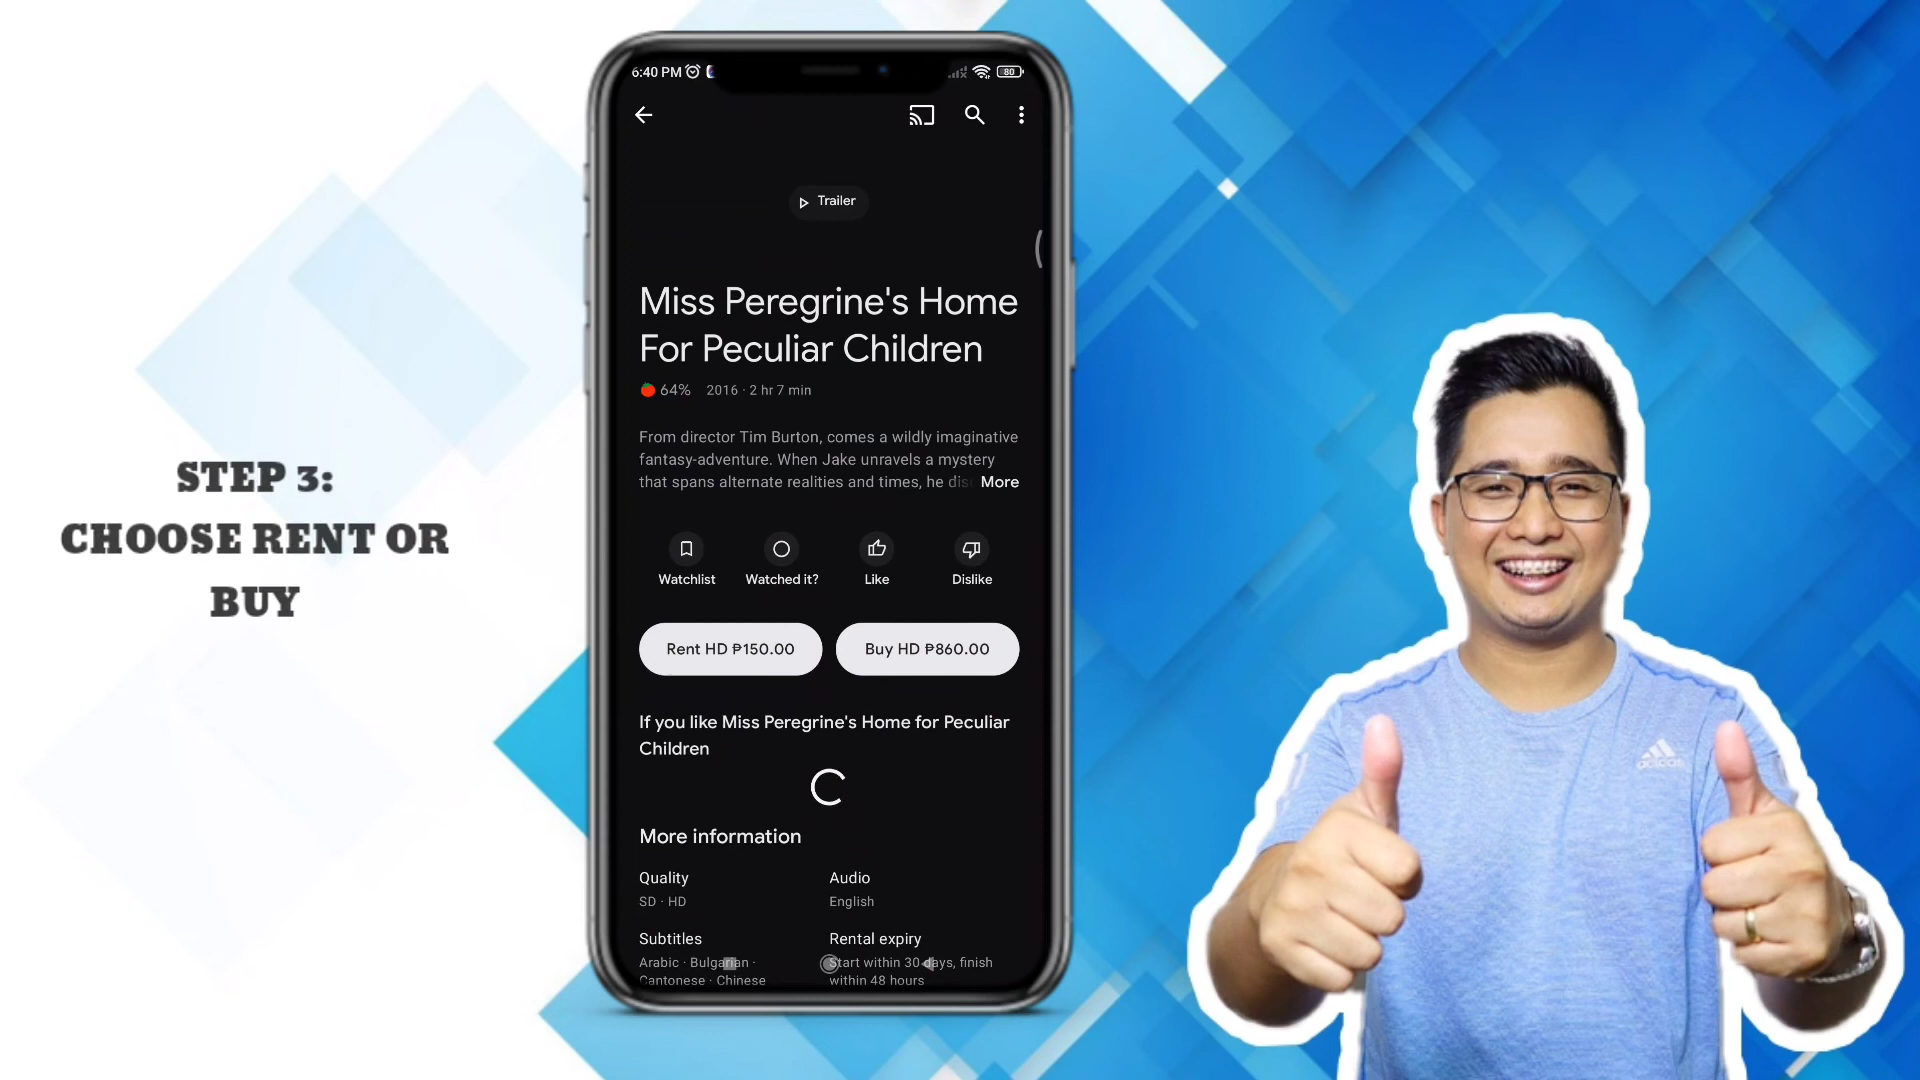 STEP 3:
CHOOSE RENT OR
BUY
6:40 PM
80
Trailer
Miss Peregrine's Home
For Peculiar Children
64% 2016 · 2 hr 7 min
From director Tim Burton, comes a wildly imaginative
fantasy-adventure. When Jake unravels a mystery
that spans alternate realities and times, he dis More
Watchlist Watched it? Like Dislike
Rent HD ₱150.00 Buy HD ₱860.00
If you like Miss Peregrine's Home for Peculiar
Children
More information
Quality Audio
SD · HD English
Subtitles Rental expiry
Arabic · Bulgarian · Start within 30 days, finish
Cantonese · Chinese within 48 hours
adidas